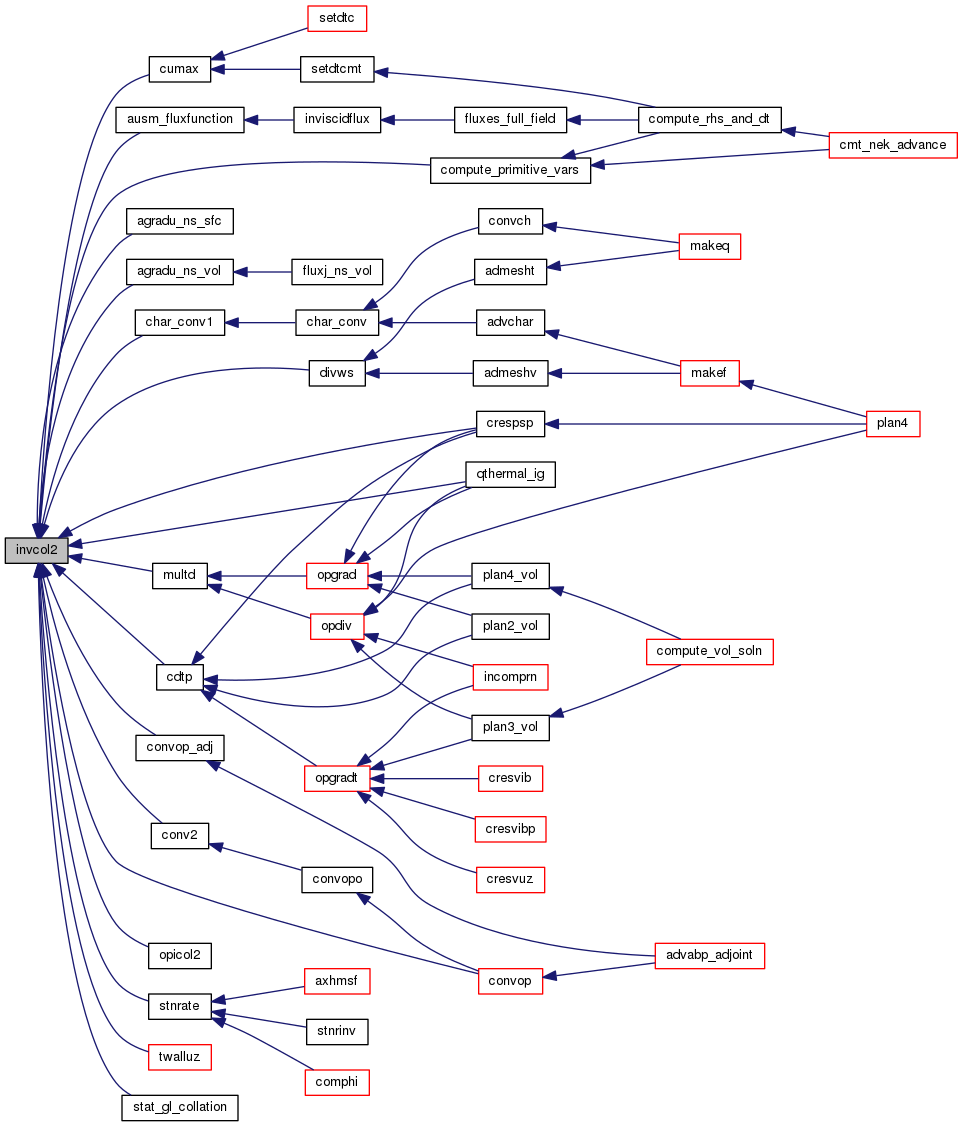 setdtc
cumax
setdtcmt
ausm_fluxfunction
inviscidflux
fluxes_full_field
compute_rhs_and_dt
cmt_nek_advance
compute_primitive_vars
agradu_ns_sfc
convch
makeq
agradu_ns_vol
fluxj_ns_vol
admesht
char_conv1
char_conv
advchar
divws
admeshv
makef
crespsp
plan4
qthermal_ig
invcol2
multd
opgrad
plan4_vol
opdiv
plan2_vol
compute_vol_soln
cdtp
incomprn
plan3_vol
convop_adj
opgradt
cresvib
cresvibp
conv2
convopo
cresvuz
opicol2
advabp_adjoint
axhmsf
convop
stnrate
stnrinv
twalluz
comphi
stat_gl_collation